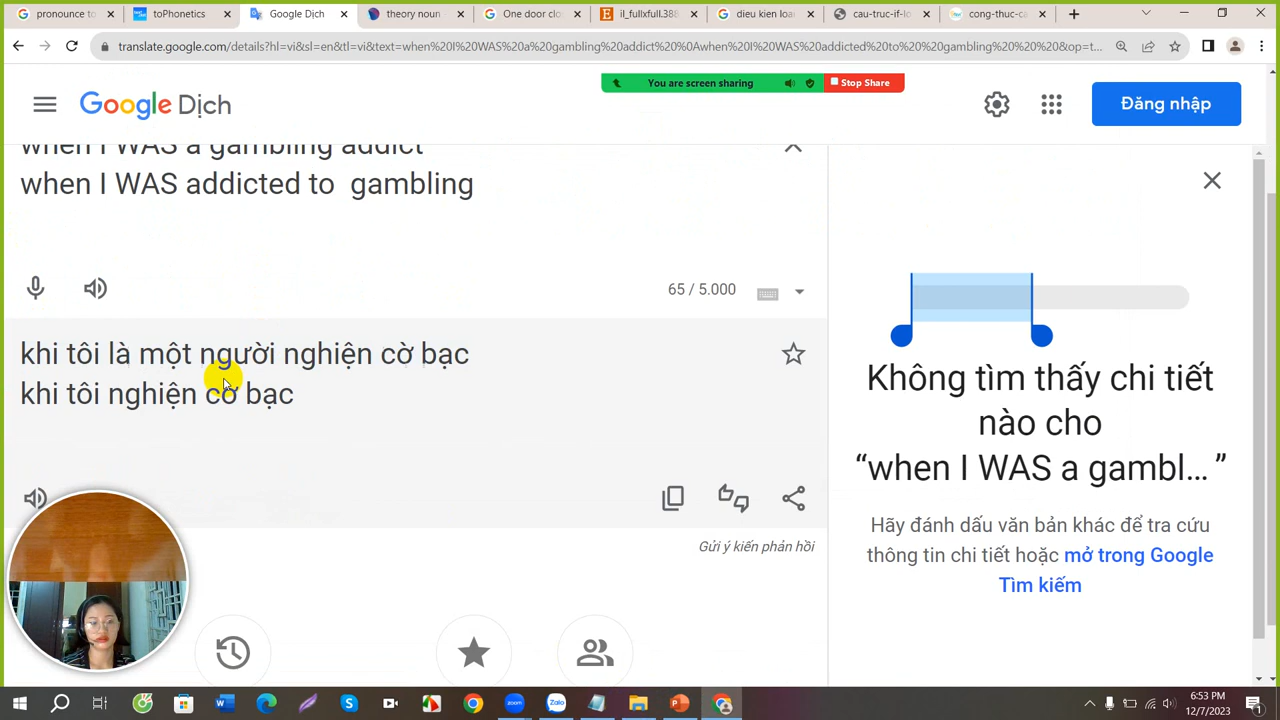 pronounce to
toPhonetics
Google Dịch
theory noun
One door clo
il_fullxfull.388
dieu kien loai
cau-truc-if-lo
cong-thuc-ca
translate.google.com/details?hl=vi&sl=en&tl=vi&text=when%20I%20WAS%20a%20gambling%20addict%20%0Awhen%20I%20WAS%20addicted%20to%20gambling%20%20%20&op=t...
You are screen sharing
Stop Share
Google Dịch
Đăng nhập
when I WAS a gambling addict
when I WAS addicted to gambling
65 / 5.000
khi tôi là một người nghiện cờ bạc
khi tôi nghiện cờ bạc
Gửi ý kiến phản hồi
Không tìm thấy chi tiết
nào cho
“when I WAS a gambl... ”
Hãy đánh dấu văn bản khác để tra cứu
thông tin chi tiết hoặc mở trong Google
Tìm kiếm
6:53 PM
12/7/2023